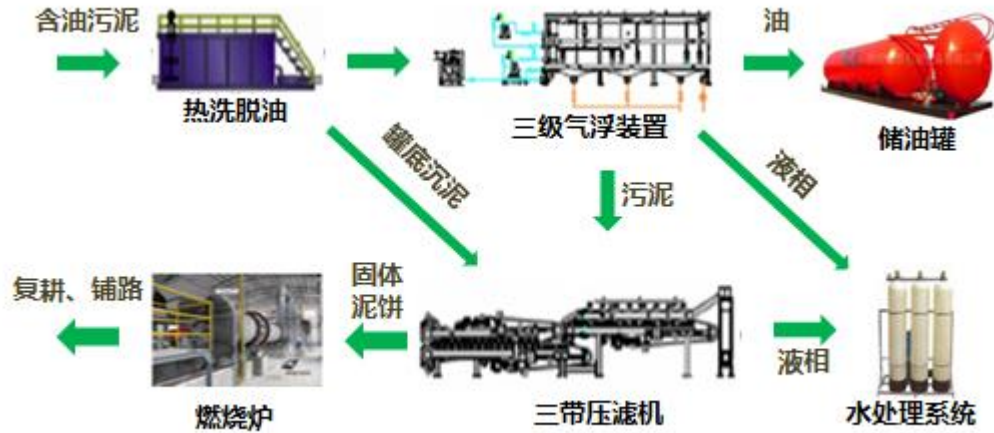 含油污泥
油
热洗脱油
三级气浮装置
储油罐
罐底沉泥
污泥
液相
复耕、铺路
固体
泥饼
液相
燃烧炉
三带压滤机
水处理系统